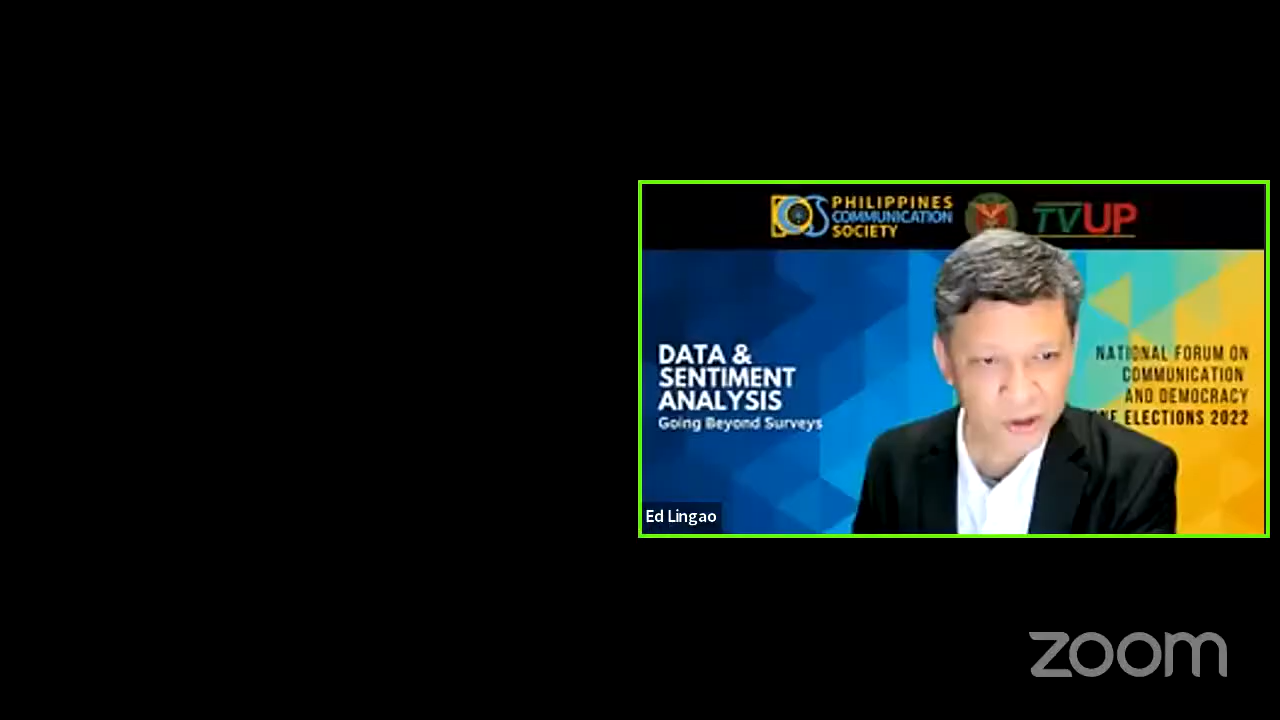 PHILIPPINES
COMMUNICATION
SOCIETY
TVUP
DATA &
SENTIMENT
ANALYSIS
Going Beyond Surveys
NATIONAL FORUM ON
COMMUNICATION
AND DEMOCRACY
ELECTIONS 2022
Ed Lingao
zoom